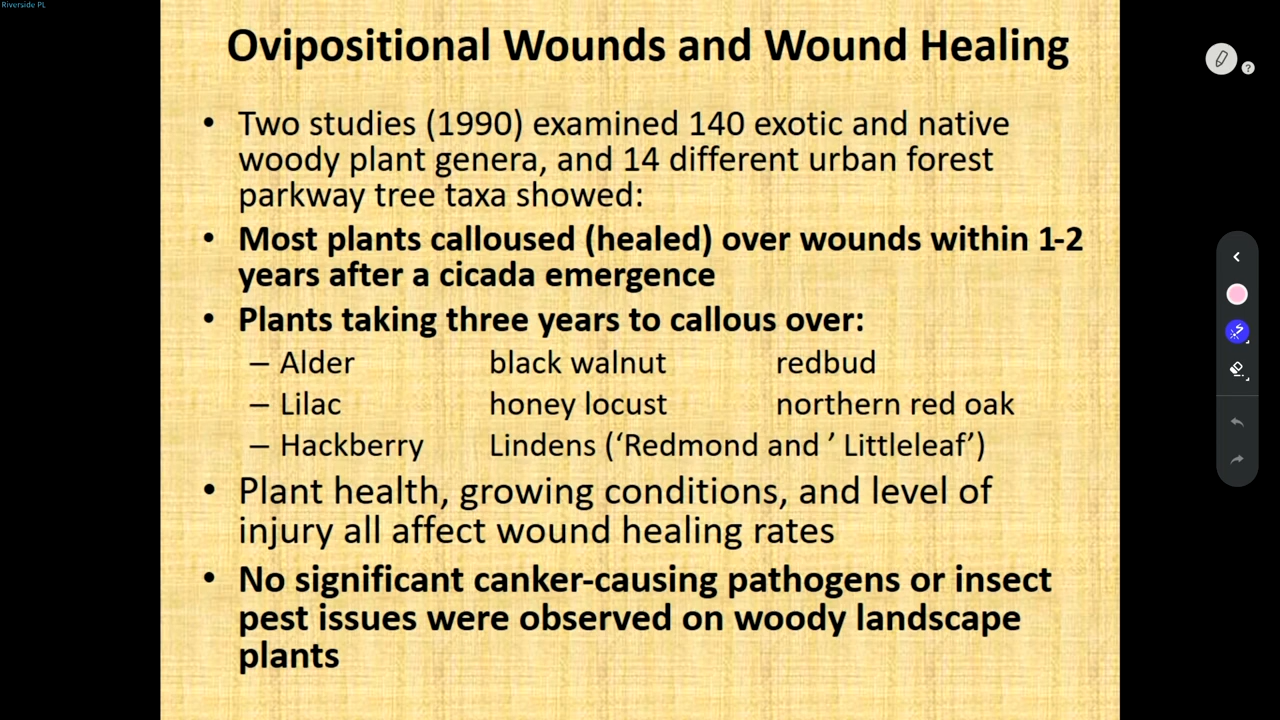 Riverside PL
Ovipositional Wounds and Wound Healing
• Two studies (1990) examined 140 exotic and native
woody plant genera, and 14 different urban forest
parkway tree taxa showed:
• Most plants calloused (healed) over wounds within 1-2
years after a cicada emergence
• Plants taking three years to callous over:
– Alder black walnut redbud
– Lilac honey locust northern red oak
– Hackberry Lindens (‘Redmond and ’ Littleleaf’)
• Plant health, growing conditions, and level of
injury all affect wound healing rates
• No significant canker-causing pathogens or insect
pest issues were observed on woody landscape
plants
?